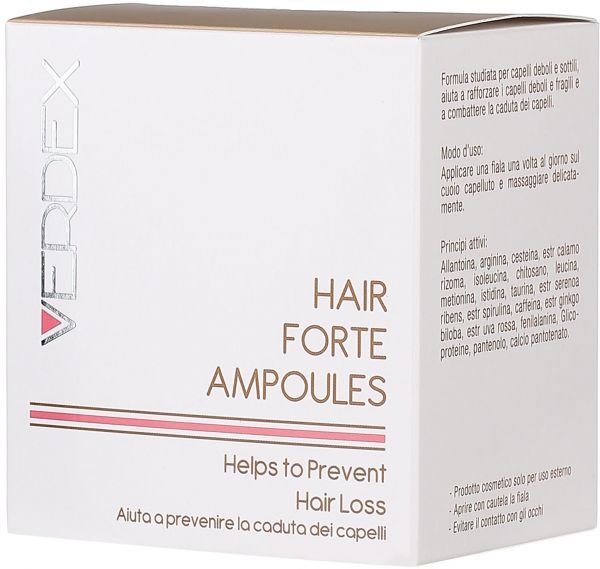 VERDEX
HAIR
FORTE
AMPOULES
Helps to Prevent
Hair Loss
Aiuta a prevenire la caduta dei capelli
Formula studiata per capelli deboli e sottili,
aiuta a rafforzare i capelli deboli e fragili e
a combattere la caduta dei capelli.
Modo d'uso:
Applicare una fiala una volta al giorno sul
cuoio capelluto e massaggiare delicata-
mente.
Principi attivi:
Allantoina, arginina, cesteina, estr calamo
rizoma, isoleucina, chitosano, leucina,
metionina, istidina, taurina, estr serenoa
ribens, estr spirulina, caffeina, estr ginkgo
biloba, estr uva rossa, fenilalanina, Glico-
proteine, pantenolo, calcio pantotenato.
- Prodotto cosmetico solo per uso esterno
- Aprire con cautela la fiala
- Evitare il contatto con gli occhi